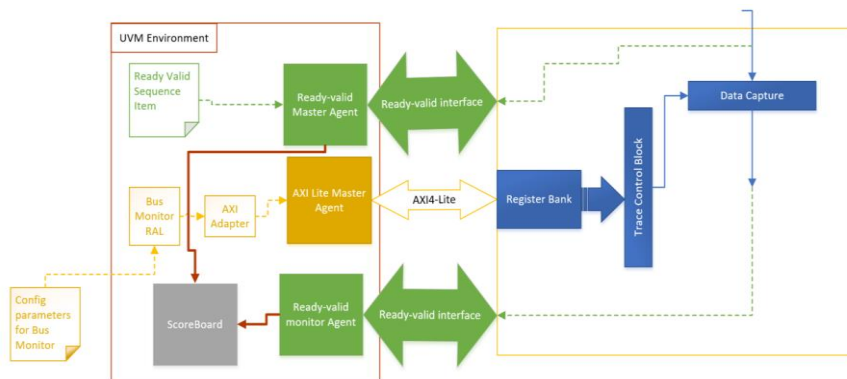 UVM Environment
Ready Valid
Sequence
Item
Ready-valid
Master Agent
Ready-valid interface
Data Capture
Bus
Monitor
RAL
AXI
Adapter
AXI Lite Master
Agent
AXI4-Lite
Register Bank
Trace Control Block
Config
parameters
for Bus
Monitor
ScoreBoard
Ready-valid
monitor Agent
Ready-valid interface